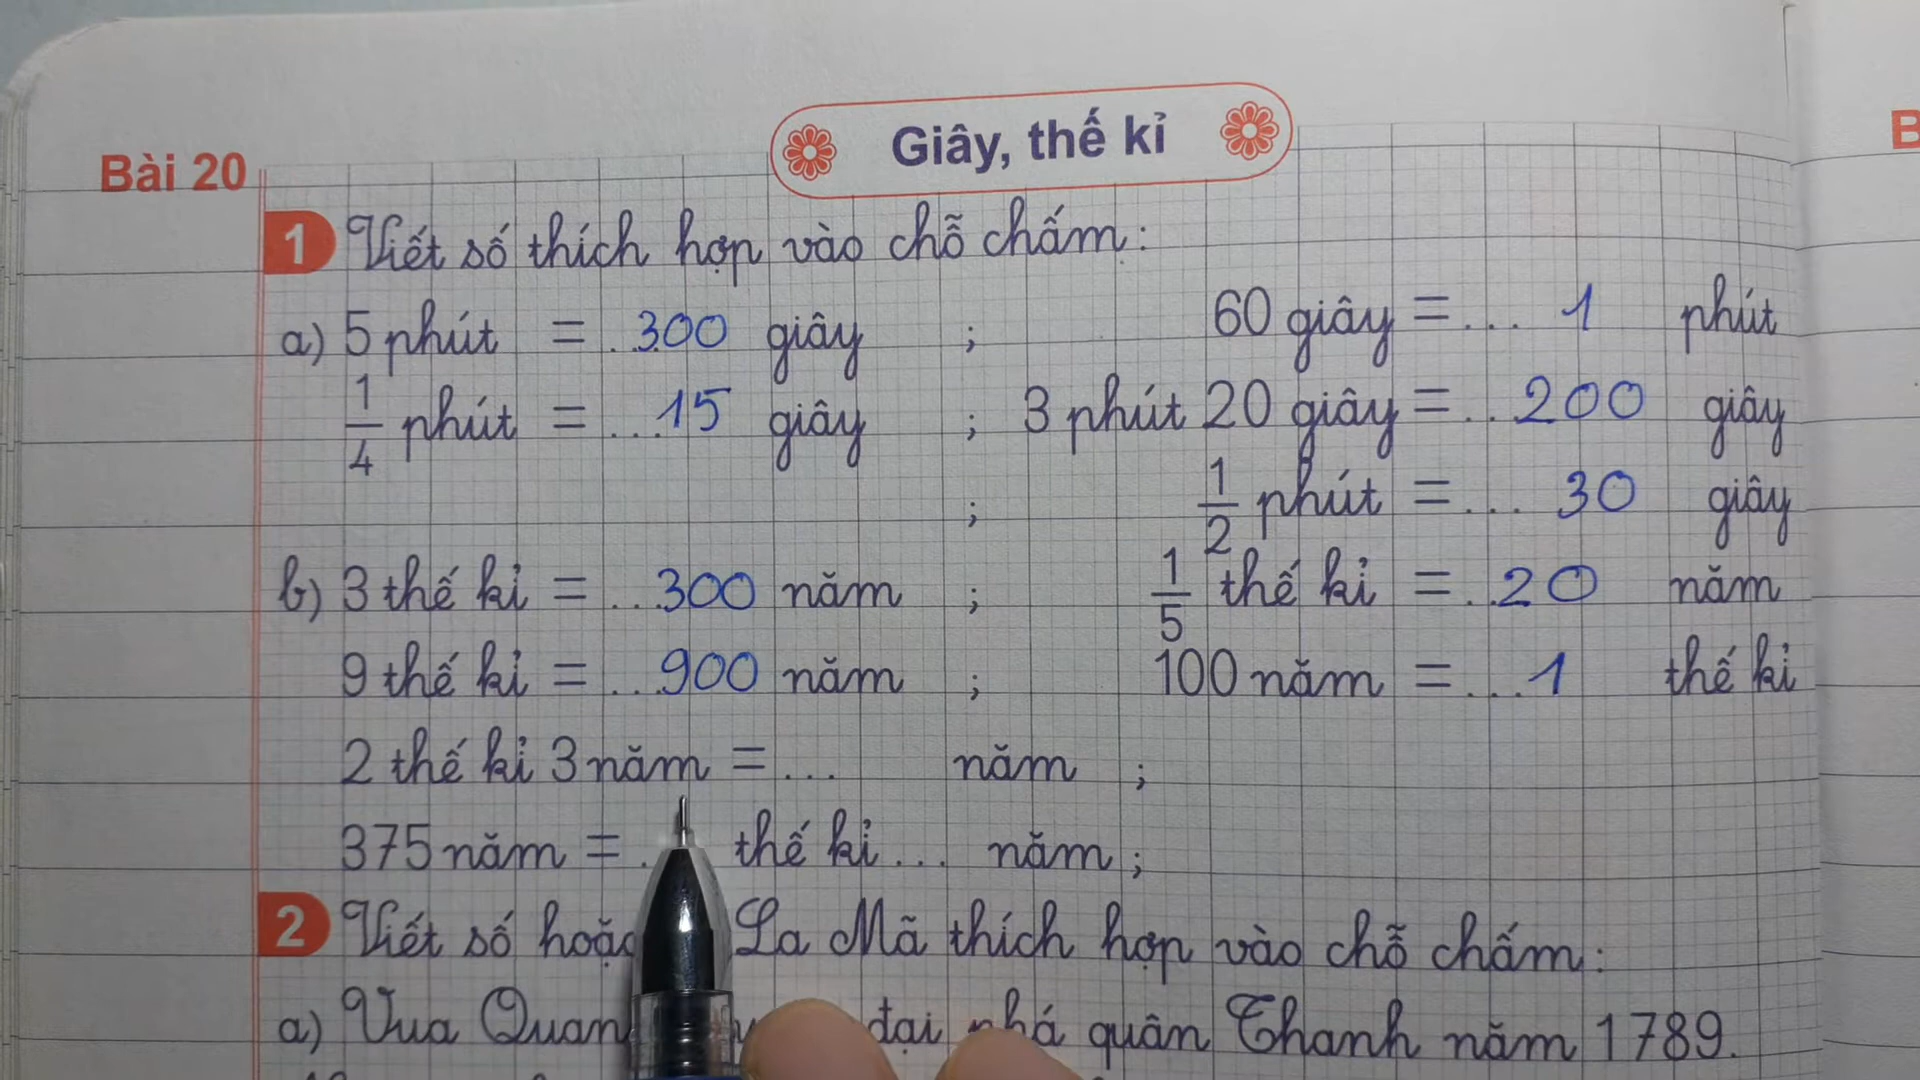 Giây, thế kỉ
Bài 20
1 Viết số thích hợp vào chỗ chấm:
a) 5 phút = ..300 giây ; 60 giây = ... 1 phút
1/4 phút = ...15 giây ; 3 phút 20 giây = ..200 giây
; 1/2 phút = ... 30 giây
b) 3 thế kỉ = ...300 năm ; 1/5 thế kỉ = ..20 năm
9 thế kỉ = ...900 năm ; 100 năm = ...1 thế kỉ
2 thế kỉ 3 năm = ... năm ;
375 năm = . thế kỉ ... năm ;
2 Viết số hoặc La Mã thích hợp vào chỗ chấm:
a) Vua đại phá quân Thanh năm 1789.